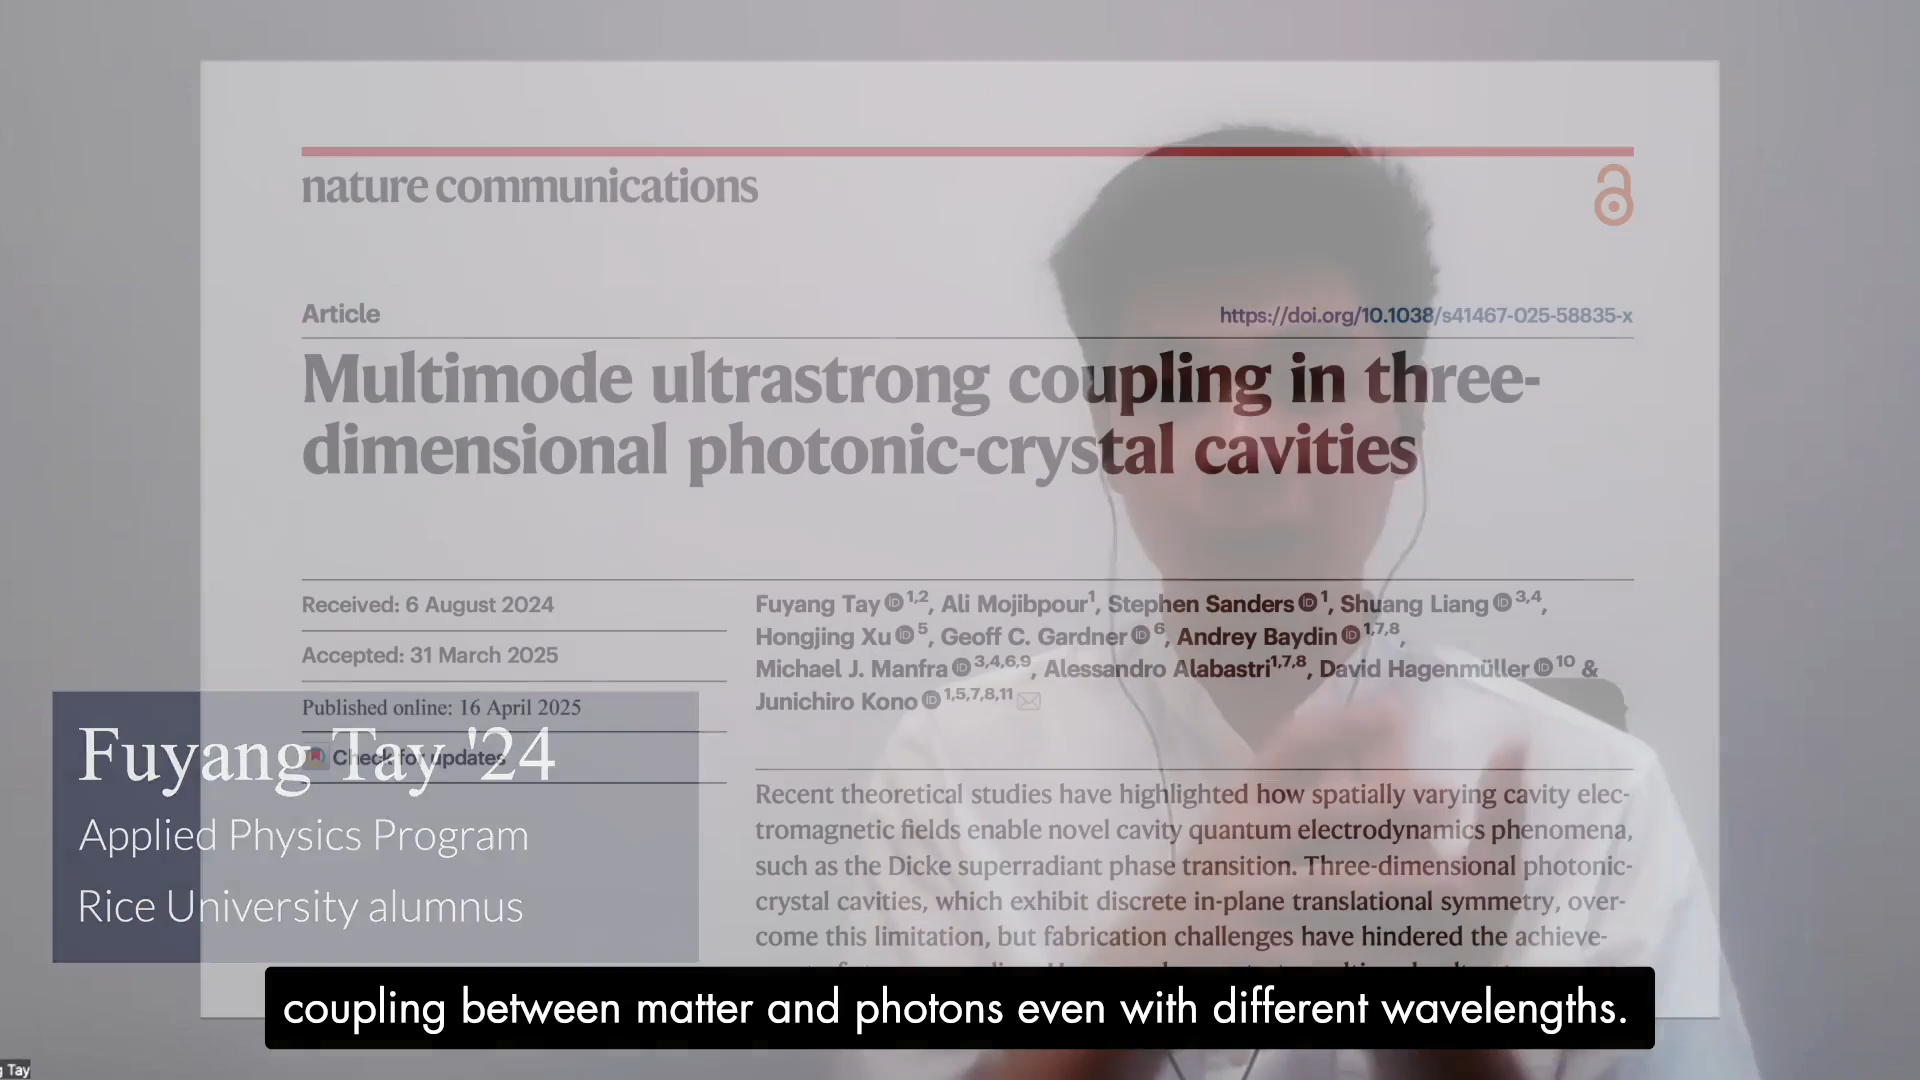 nature communications
Article
https://doi.org/10.1038/s41467-025-58835-x
Multimode ultrastrong coupling in three-
dimensional photonic-crystal cavities
Received: 6 August 2024
Accepted: 31 March 2025
Published online: 16 April 2025
Check for updates
Fuyang Tay 1,2, Ali Mojibpour1, Stephen Sanders 1, Shuang Liang 3,4,
Hongjing Xu 5, Geoff C. Gardner 6, Andrey Baydin 1,7,8,
Michael J. Manfra 3,4,6,9, Alessandro Alabastri1,7,8, David Hagenmüller 10 &
Junichiro Kono 1,5,7,8,11
Recent theoretical studies have highlighted how spatially varying cavity elec-
tromagnetic fields enable novel cavity quantum electrodynamics phenomena,
such as the Dicke superradiant phase transition. Three-dimensional photonic-
crystal cavities, which exhibit discrete in-plane translational symmetry, over-
come this limitation, but fabrication challenges have hindered the achieve-
Fuyang Tay '24
Applied Physics Program
Rice University alumnus
coupling between matter and photons even with different wavelengths.
Tay